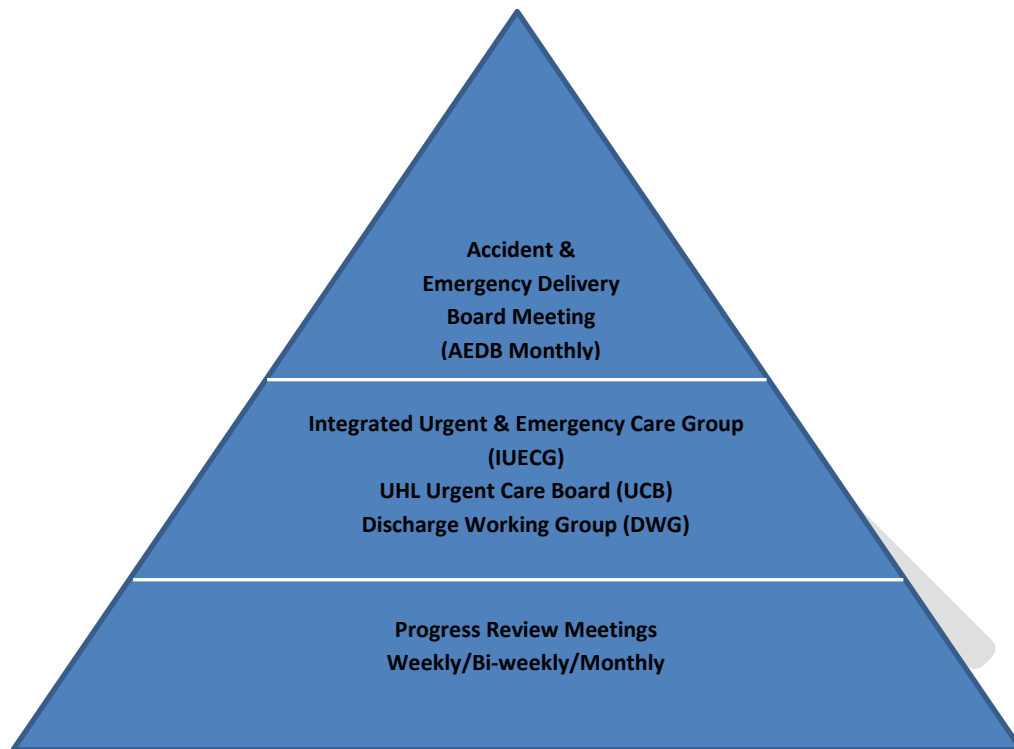 Accident &
Emergency Delivery
Board Meeting
(AEDB Monthly)
Integrated Urgent & Emergency Care Group
(IUECG)
UHL Urgent Care Board (UCB)
Discharge Working Group (DWG)
Progress Review Meetings
Weekly/Bi-weekly/Monthly